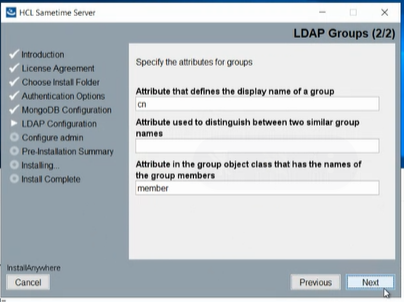 HCL Sametime Server
LDAP Groups (2/2)
Introduction
License Agreement
Choose Install Folder
Authentication Options
MongoDB Configuration
LDAP Configuration
Configure admin
Pre-Installation Summary
Installing...
Install Complete
Specify the attributes for groups
Attribute that defines the display name of a group
cn
Attribute used to distinguish between two similar group
names
Attribute in the group object class that has the names of
the group members
member
InstallAnywhere
Cancel
Previous
Next